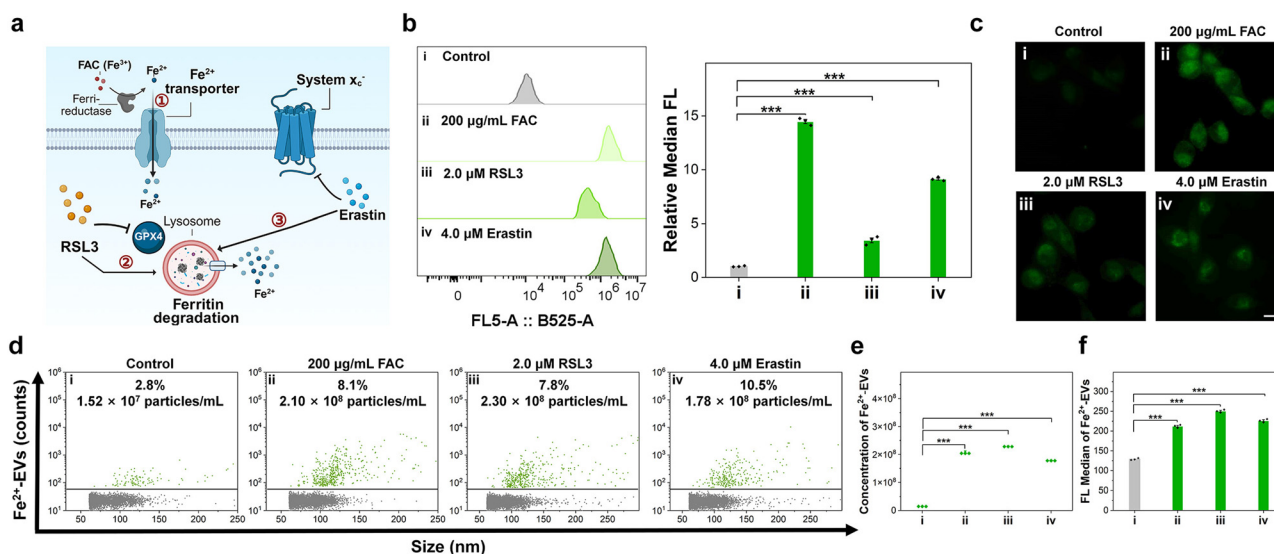 a
FAC (Fe³⁺)
Fe²⁺
Fe²⁺
transporter
Ferri-
reductase
①
System xc⁻
Fe²⁺
Lysosome
③
Erastin
GPX4
RSL3
②
Fe²⁺
Ferritin
degradation
b
i
Control
ii
200 µg/mL FAC
iii
2.0 µM RSL3
iv
4.0 µM Erastin
0
10⁴
10⁵
10⁶
10⁷
FL5-A :: B525-A
Relative Median FL
15
10
5
0
***
***
***
i
ii
iii
iv
c
Control
200 µg/mL FAC
i
ii
2.0 µM RSL3
4.0 µM Erastin
iii
iv
d
Fe²⁺-EVs (counts)
Control
i
2.8%
1.52 × 10⁷ particles/mL
200 µg/mL FAC
ii
8.1%
2.10 × 10⁸ particles/mL
2.0 µM RSL3
iii
7.8%
2.30 × 10⁸ particles/mL
4.0 µM Erastin
iv
10.5%
1.78 × 10⁸ particles/mL
10⁶
10⁵
10⁴
10³
10²
10¹
50 100 150 200 250
50 100 150 200 250
50 100 150 200 250
50 100 150 200 250
Size (nm)
e
Concentration of Fe²⁺-EVs
4×10⁸
3×10⁸
2×10⁸
1×10⁸
0
***
***
***
i
ii
iii
iv
f
FL Median of Fe²⁺-EVs
300
250
200
150
100
50
0
***
***
***
i
ii
iii
iv